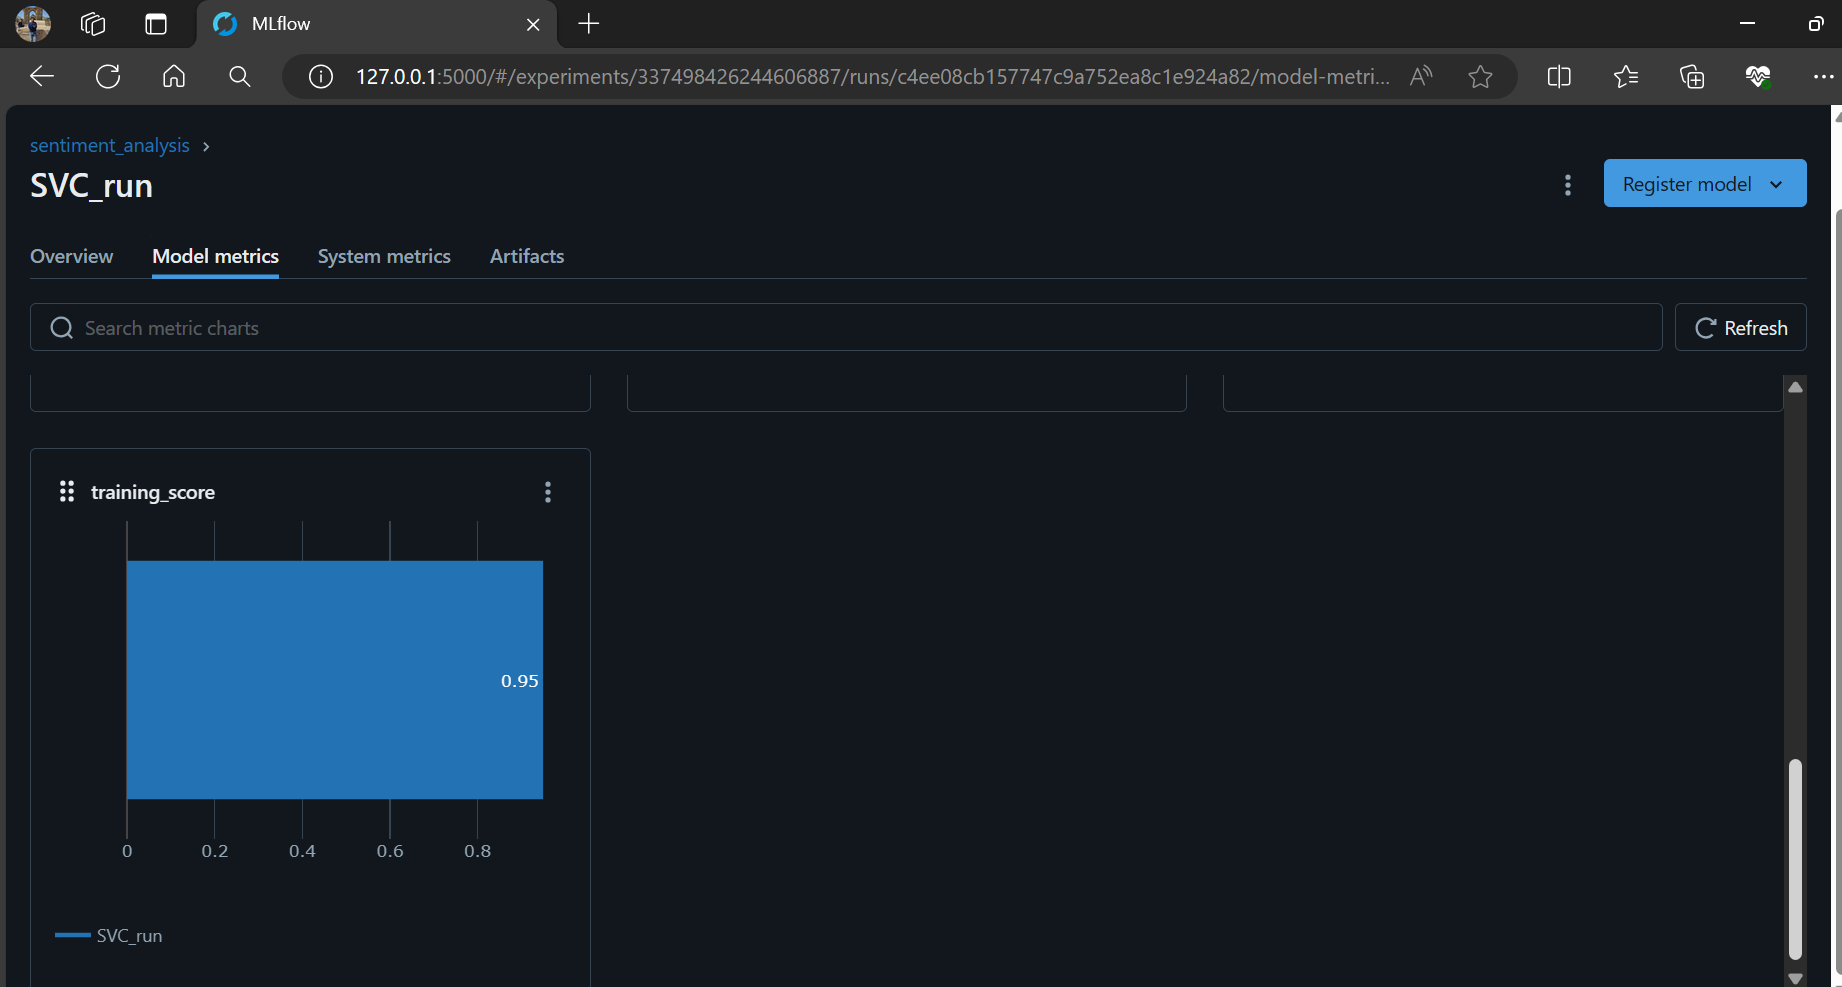 MLflow
127.0.0.1:5000/#/experiments/337498426244606887/runs/c4ee08cb157747c9a752ea8c1e924a82/model-metri...
sentiment_analysis
SVC_run
Register model
Overview
Model metrics
System metrics
Artifacts
Search metric charts
Refresh
training_score
0.95
0 0.2 0.4 0.6 0.8
SVC_run